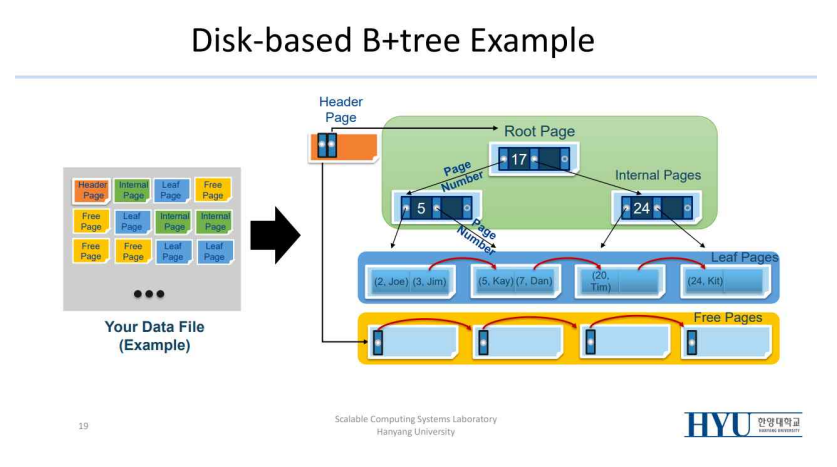 Disk-based B+tree Example
Header
Page
Root Page
17
Page
Number
Internal Pages
5
24
Page
Number
Leaf Pages
(2, Joe) (3, Jim)
(5, Kay) (7, Dan)
(20,
Tim)
(24, Kit)
Free Pages
Header
Page
Internal
Page
Leaf
Page
Free
Page
Free
Page
Leaf
Page
Internal
Page
Internal
Page
Free
Page
Free
Page
Leaf
Page
Leaf
Page
Your Data File
(Example)
19
Scalable Computing Systems Laboratory
Hanyang University
HYU
한양대학교
HANYANG UNIVERSITY